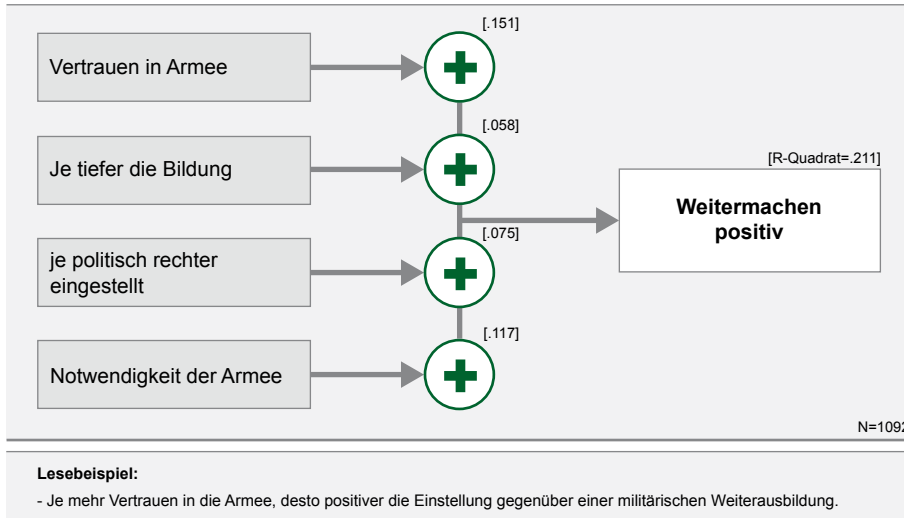 [.151]
Vertrauen in Armee
[.058]
Je tiefer die Bildung
[R-Quadrat=.211]
Weitermachen
positiv
[.075]
je politisch rechter
eingestellt
[.117]
Notwendigkeit der Armee
N=1092
Lesebeispiel:
- Je mehr Vertrauen in die Armee, desto positiver die Einstellung gegenüber einer militärischen Weiterausbildung.